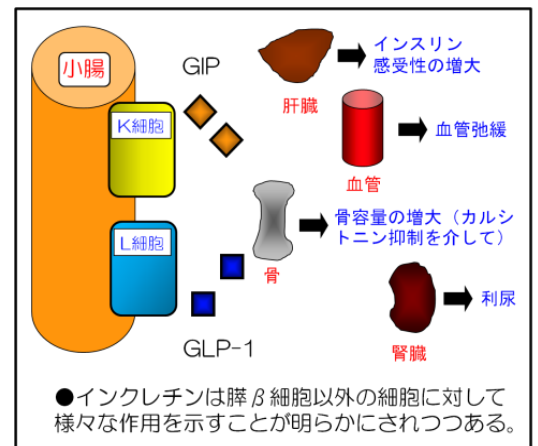 小腸
GIP
K細胞
L細胞
GLP-1
肝臓
インスリン
感受性の増大
血管
血管弛緩
骨
骨容量の増大（カルシ
トニン抑制を介して）
腎臓
利尿
●インクレチンは膵β細胞以外の細胞に対して
様々な作用を示すことが明らかにされつつある。